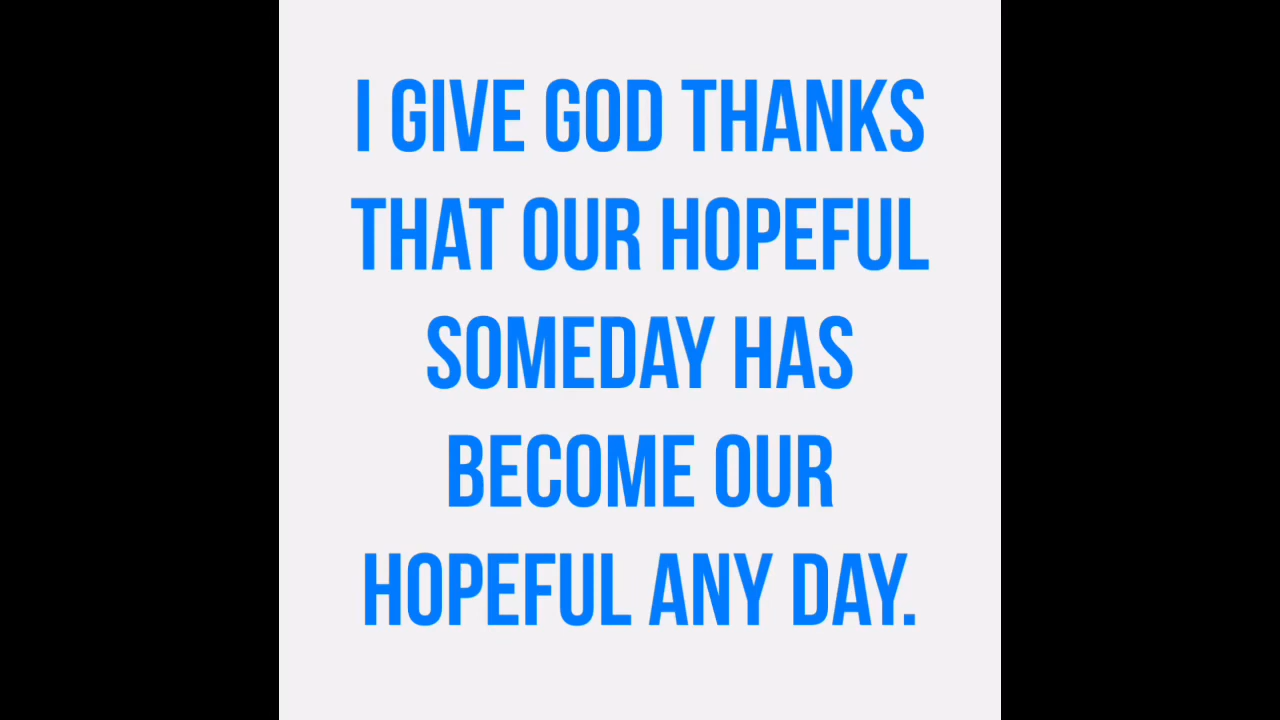 I GIVE GOD THANKS
THAT OUR HOPEFUL
SOMEDAY HAS
BECOME OUR
HOPEFUL ANY DAY.